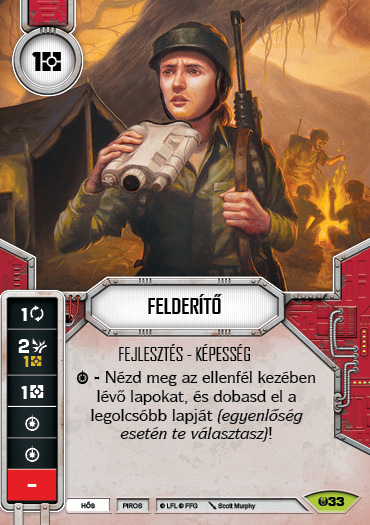 1
FELDERÍTŐ
FEJLESZTÉS - KÉPESSÉG
- Nézd meg az ellenfél kezében
lévő lapokat, és dobasd el a
legolcsóbb lapját (egyenlőség
esetén te választasz)!
1
2
1
1
-
HŐS
PIROS
© LFL © FFG
Scott Murphy
33